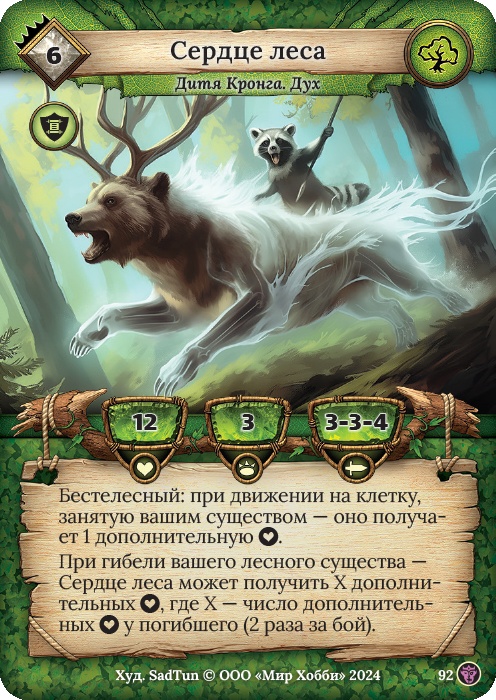 6
Сердце леса
Дитя Кронга. Дух
12
3
3-3-4
Бестелесный: при движении на клетку,
занятую вашим существом — оно получа-
ет 1 дополнительную
При гибели вашего лесного существа —
Сердце леса может получить X дополни-
тельных , где X — число дополнитель-
ных у погибшего (2 раза за бой).
Худ. SadTun © ООО «Мир Хобби» 2024
92